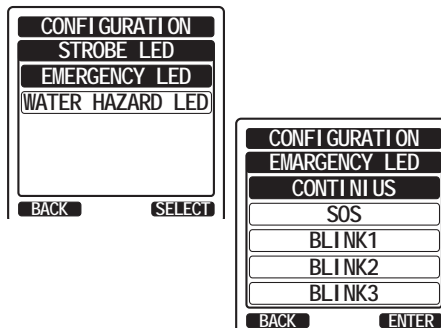 CONFIGURATION
STROBE LED
EMERGENCY LED
WATER HAZARD LED
BACK SELECT
CONFIGURATION
EMARGENCY LED
CONTINIUS
SOS
BLINK1
BLINK2
BLINK3
BACK ENTER